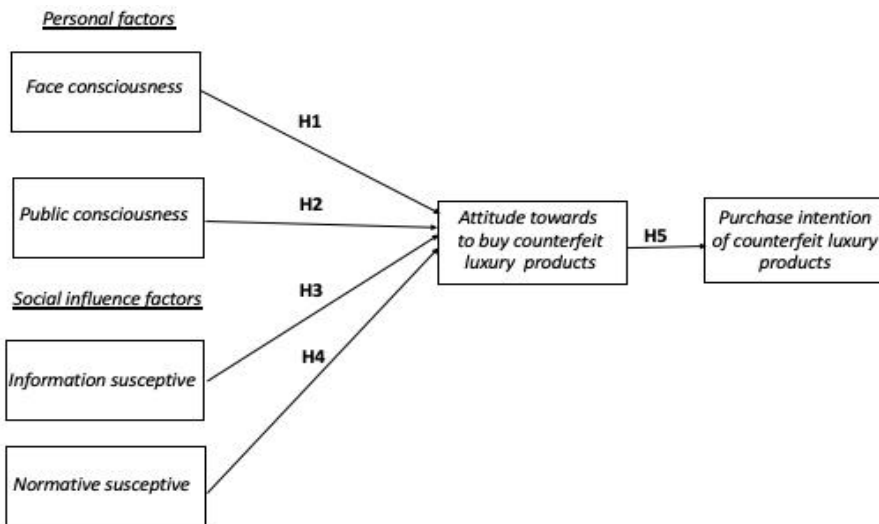 Personal factors
Face consciousness
H1
Public consciousness
H2
Attitude towards
to buy counterfeit
luxury products
H5
Purchase intention
of counterfeit luxury
products
Social influence factors
H3
Information susceptive
H4
Normative susceptive